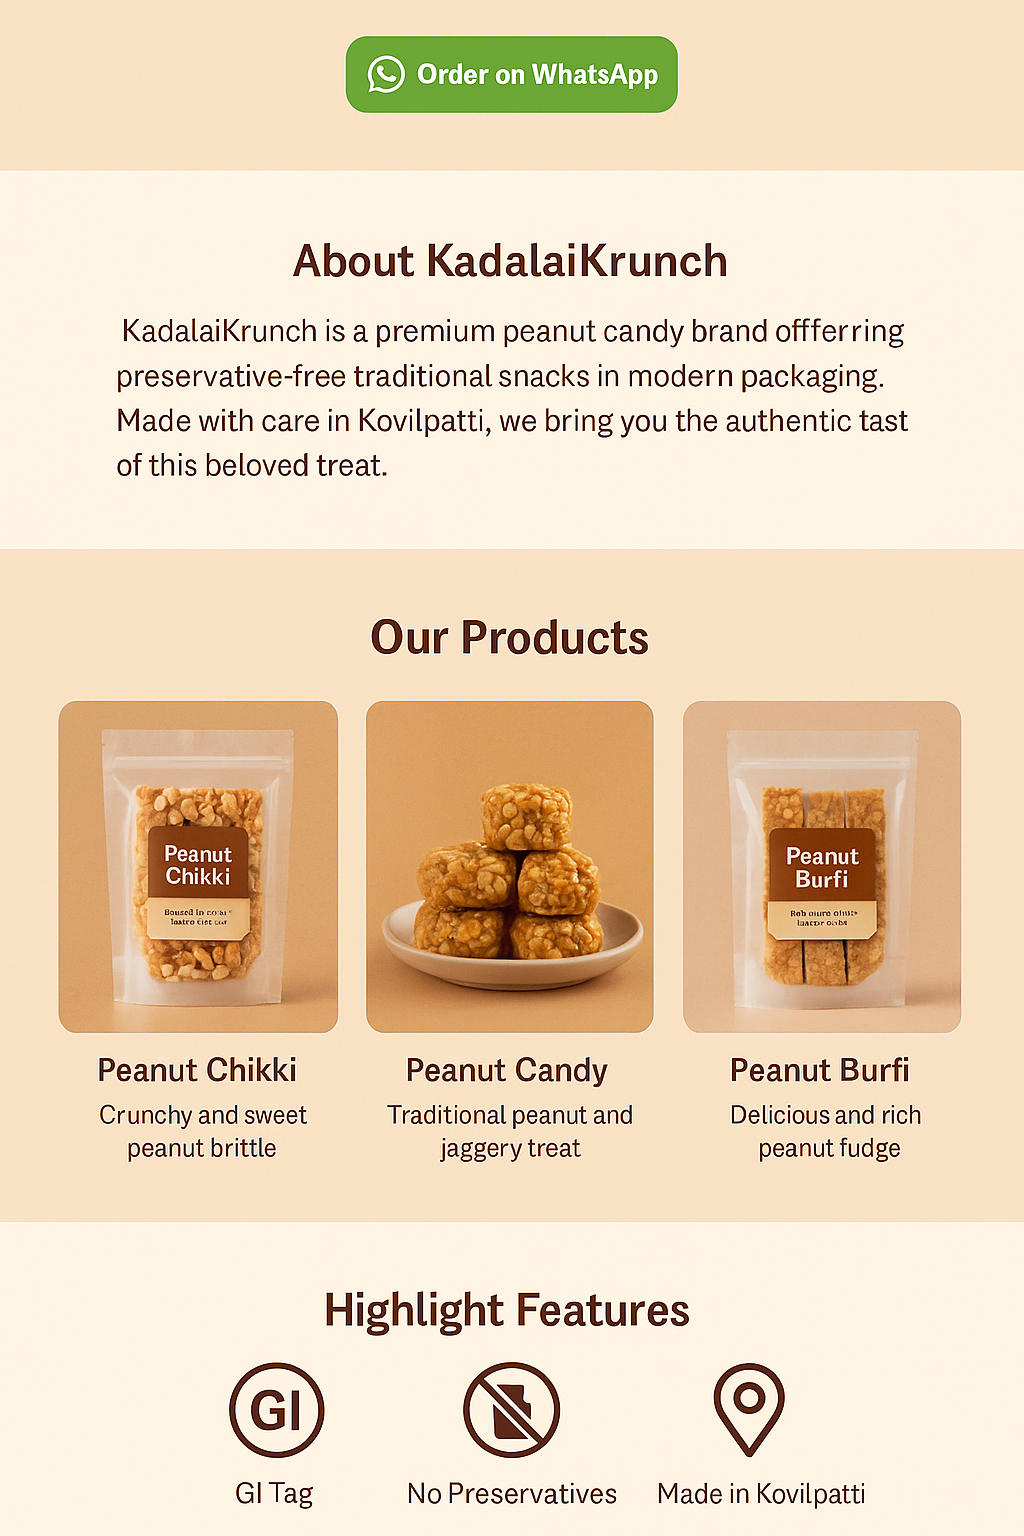 Order on WhatsApp
About KadalaiKrunch
KadalaiKrunch is a premium peanut candy brand offferring
preservative-free traditional snacks in modern packaging.
Made with care in Kovilpatti, we bring you the authentic tast
of this beloved treat.
Our Products
Peanut
Chikki
Peanut
Burfi
Peanut Chikki
Crunchy and sweet
peanut brittle
Peanut Candy
Traditional peanut and
jaggery treat
Peanut Burfi
Delicious and rich
peanut fudge
Highlight Features
GI
GI Tag
No Preservatives
Made in Kovilpatti